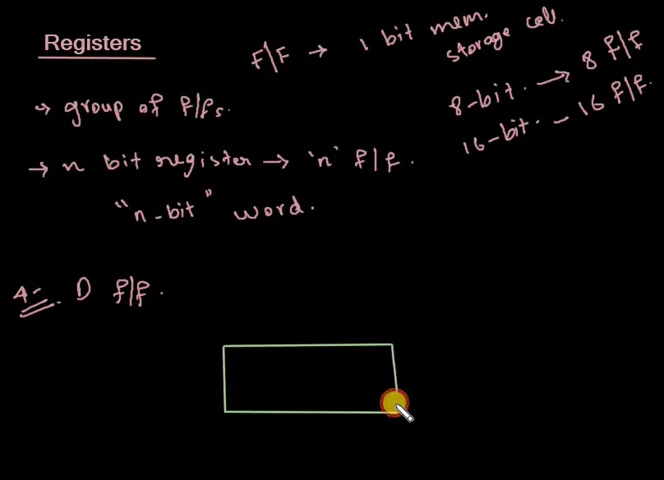 Registers
F/F → 1 bit mem. storage cell.
→ group of f/fs.
8-bit. → 8 f/f
16-bit. – 16 f/f.
→ n bit register → 'n' f/f.
"n-bit" word.
4-. D f/f.